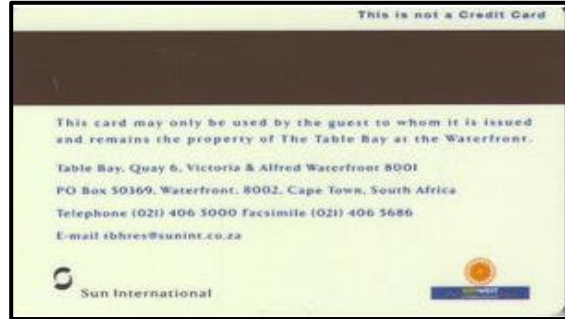 This is not a Credit Card
This card may only be used by the guest to whom it is issued
and remains the property of The Table Bay at the Waterfront.
Table Bay, Quay 6, Victoria & Alfred Waterfront 8001
PO Box 50369, Waterfront, 8002, Cape Town, South Africa
Telephone (021) 406 5000 Facsimile (021) 406 5686
E-mail tbhres@sunint.co.za
Sun International